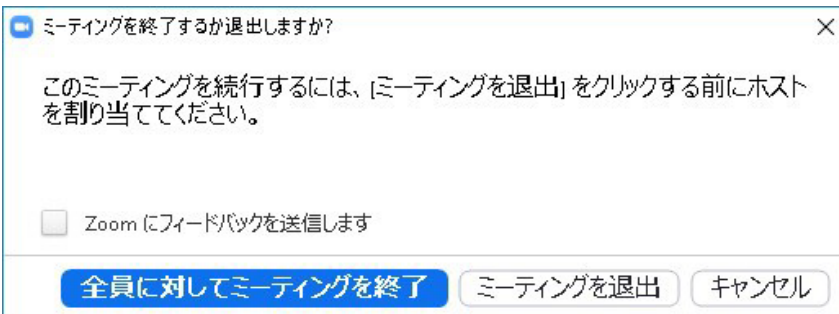 ミーティングを終了するか退出しますか?
このミーティングを続行するには、[ミーティングを退出] をクリックする前にホスト
を割り当ててください。
Zoom にフィードバックを送信します
全員に対してミーティングを終了 ミーティングを退出 キャンセル